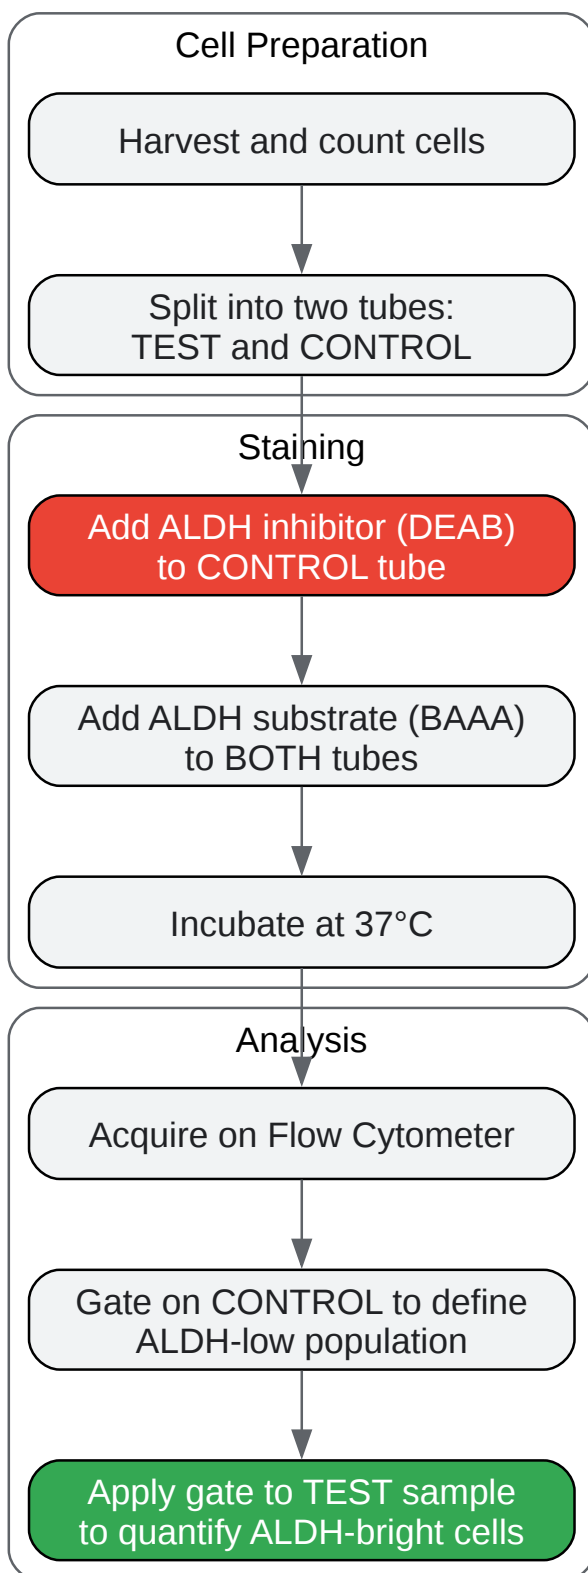 Cell Preparation
Harvest and count cells
Split into two tubes:
TEST and CONTROL
Staining
Add ALDH inhibitor (DEAB)
to CONTROL tube
Add ALDH substrate (BAAA)
to BOTH tubes
Incubate at 37°C
Analysis
Acquire on Flow Cytometer
Gate on CONTROL to define
ALDH-low population
Apply gate to TEST sample
to quantify ALDH-bright cells